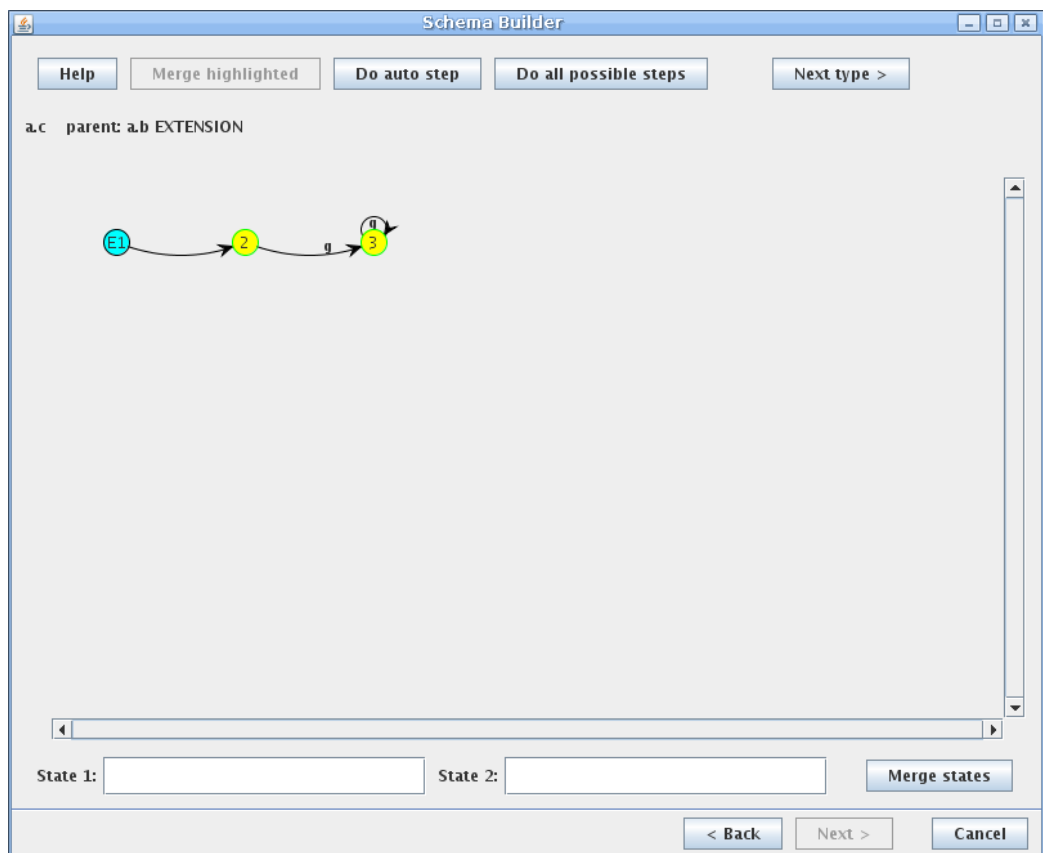 Schema Builder
Help Merge highlighted Do auto step Do all possible steps Next type >
a.c parent: a.b EXTENSION
g
E1 2 g 3
State 1: State 2: Merge states
< Back Next > Cancel